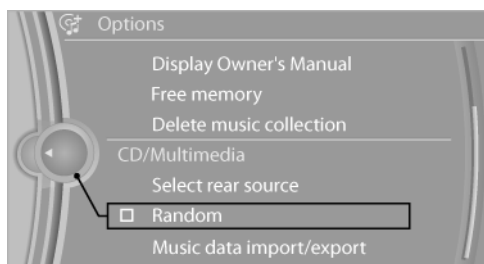 Options
Display Owner's Manual
Free memory
Delete music collection
CD/Multimedia
Select rear source
Random
Music data import/export